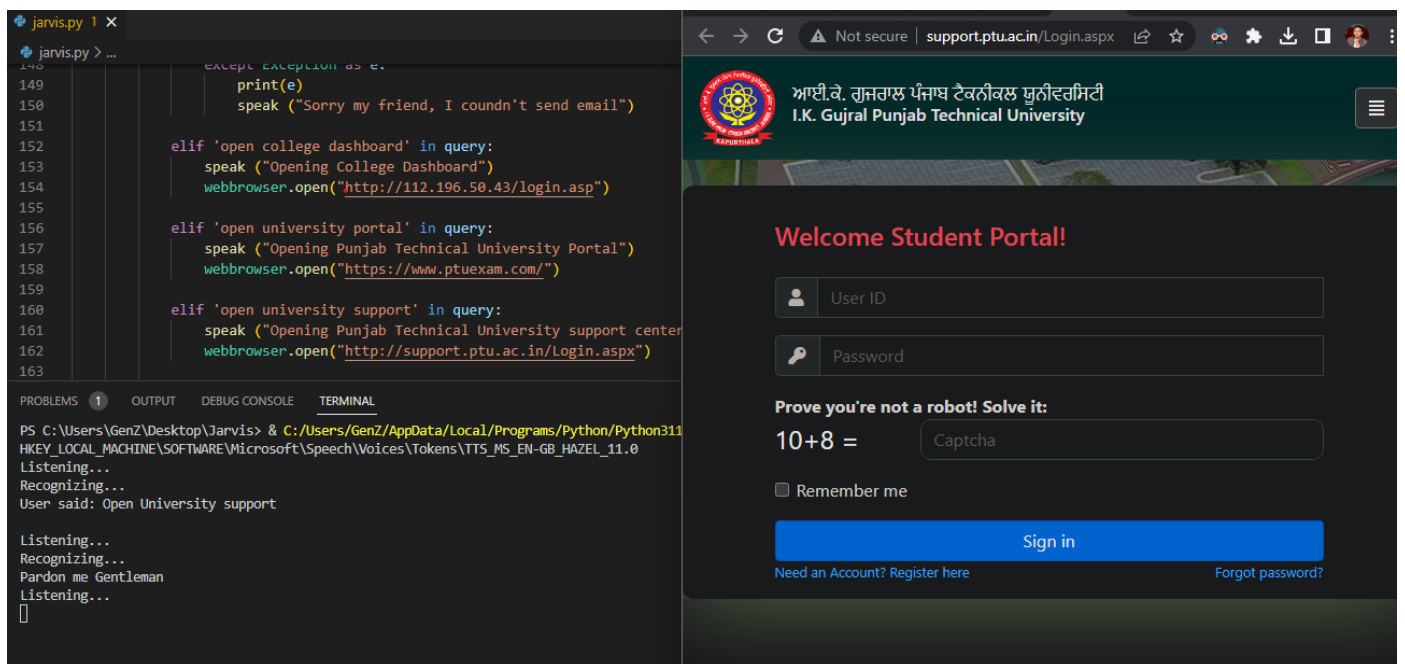 jarvis.py 1
jarvis.py > ...
148 except Exception as e:
149 print(e)
150 speak ("Sorry my friend, I coundn't send email")
151
152 elif 'open college dashboard' in query:
153 speak ("Opening College Dashboard")
154 webbrowser.open("http://112.196.50.43/login.asp")
155
156 elif 'open university portal' in query:
157 speak ("Opening Punjab Technical University Portal")
158 webbrowser.open("https://www.ptuexam.com/")
159
160 elif 'open university support' in query:
161 speak ("Opening Punjab Technical University support center
162 webbrowser.open("http://support.ptu.ac.in/Login.aspx")
163
PROBLEMS 1 OUTPUT DEBUG CONSOLE TERMINAL
PS C:\Users\GenZ\Desktop\Jarvis> & C:/Users/GenZ/AppData/Local/Programs/Python/Python311
HKEY_LOCAL_MACHINE\SOFTWARE\Microsoft\Speech\Voices\Tokens\TTS_MS_EN-GB_HAZEL_11.0
Listening...
Recognizing...
User said: Open University support
Listening...
Recognizing...
Pardon me Gentleman
Listening...
Not secure | support.ptu.ac.in/Login.aspx
ਆਈ.ਕੇ. ਗੁਜਰਾਲ ਪੰਜਾਬ ਟੈਕਨੀਕਲ ਯੂਨੀਵਰਸਿਟੀ
I.K. Gujral Punjab Technical University
KAPURTHALA
Welcome Student Portal!
User ID
Password
Prove you're not a robot! Solve it:
10+8 = Captcha
Remember me
Sign in
Need an Account? Register here Forgot password?